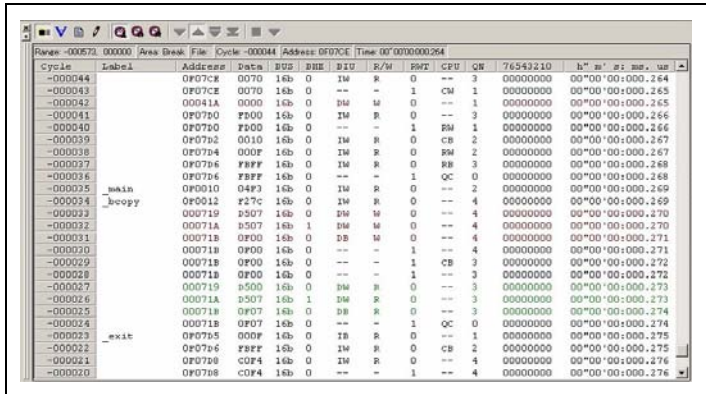 Range: -000573, 000000 Area: Break File: Cycle: -000044 Address: 0F07CE Time: 00"00'00:000.264
Cycle Label Address Data BUS BHE BIU R/W RWT CPU QN 76543210 h" m' s: ms. us
-000044 0F07CE 0070 16b 0 IW R 0 -- 3 00000000 00"00'00:000.264
-000043 0F07CE 0070 16b 0 -- - 1 CW 1 00000000 00"00'00:000.265
-000042 00041A 0000 16b 0 DW W 0 -- 1 00000000 00"00'00:000.265
-000041 0F07D0 FD00 16b 0 IW R 0 -- 3 00000000 00"00'00:000.266
-000040 0F07D0 FD00 16b 0 -- - 1 RW 1 00000000 00"00'00:000.266
-000039 0F07D2 0010 16b 0 IW R 0 CB 2 00000000 00"00'00:000.267
-000038 0F07D4 000F 16b 0 IW R 0 RW 2 00000000 00"00'00:000.267
-000037 0F07D6 FBFF 16b 0 IW R 0 RB 3 00000000 00"00'00:000.268
-000036 0F07D6 FBFF 16b 0 -- - 1 QC 0 00000000 00"00'00:000.268
-000035 _main 0F0010 04F3 16b 0 IW R 0 -- 2 00000000 00"00'00:000.269
-000034 _bcopy 0F0012 F27C 16b 0 IW R 0 -- 4 00000000 00"00'00:000.269
-000033 000719 D507 16b 0 DW W 0 -- 4 00000000 00"00'00:000.270
-000032 00071A D507 16b 1 DW W 0 -- 4 00000000 00"00'00:000.270
-000031 00071B 0F00 16b 0 DB W 0 -- 4 00000000 00"00'00:000.271
-000030 00071B 0F00 16b 0 -- - 1 -- 4 00000000 00"00'00:000.271
-000029 00071B 0F00 16b 0 -- - 1 CB 3 00000000 00"00'00:000.272
-000028 00071B 0F00 16b 0 -- - 1 -- 3 00000000 00"00'00:000.272
-000027 000719 D500 16b 0 DW R 0 -- 3 00000000 00"00'00:000.273
-000026 00071A D507 16b 1 DW R 0 -- 3 00000000 00"00'00:000.273
-000025 00071B 0F07 16b 0 DB R 0 -- 3 00000000 00"00'00:000.274
-000024 00071B 0F07 16b 0 -- - 1 QC 0 00000000 00"00'00:000.274
-000023 _exit 0F07D5 000F 16b 0 IB R 0 -- 1 00000000 00"00'00:000.275
-000022 0F07D6 FBFF 16b 0 IW R 0 CB 2 00000000 00"00'00:000.275
-000021 0F07D8 C0F4 16b 0 IW R 0 -- 4 00000000 00"00'00:000.276
-000020 0F07D8 C0F4 16b 0 -- - 1 -- 4 00000000 00"00'00:000.276